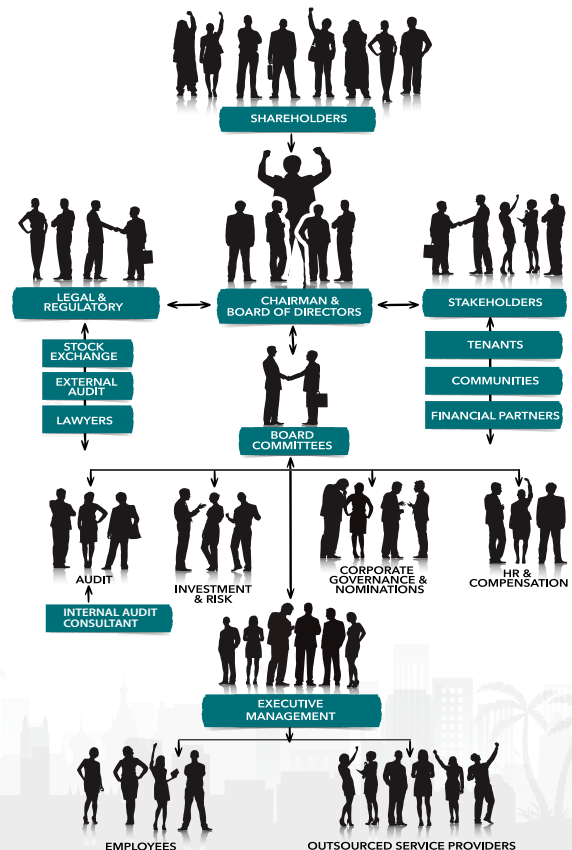 SHAREHOLDERS
LEGAL &
REGULATORY
CHAIRMAN &
BOARD OF DIRECTORS
STAKEHOLDERS
STOCK
EXCHANGE
EXTERNAL
AUDIT
LAWYERS
TENANTS
COMMUNITIES
FINANCIAL PARTNERS
BOARD
COMMITTEES
AUDIT
INVESTMENT
& RISK
CORPORATE
GOVERNANCE &
NOMINATIONS
HR &
COMPENSATION
INTERNAL AUDIT
CONSULTANT
EXECUTIVE
MANAGEMENT
EMPLOYEES
OUTSOURCED SERVICE PROVIDERS